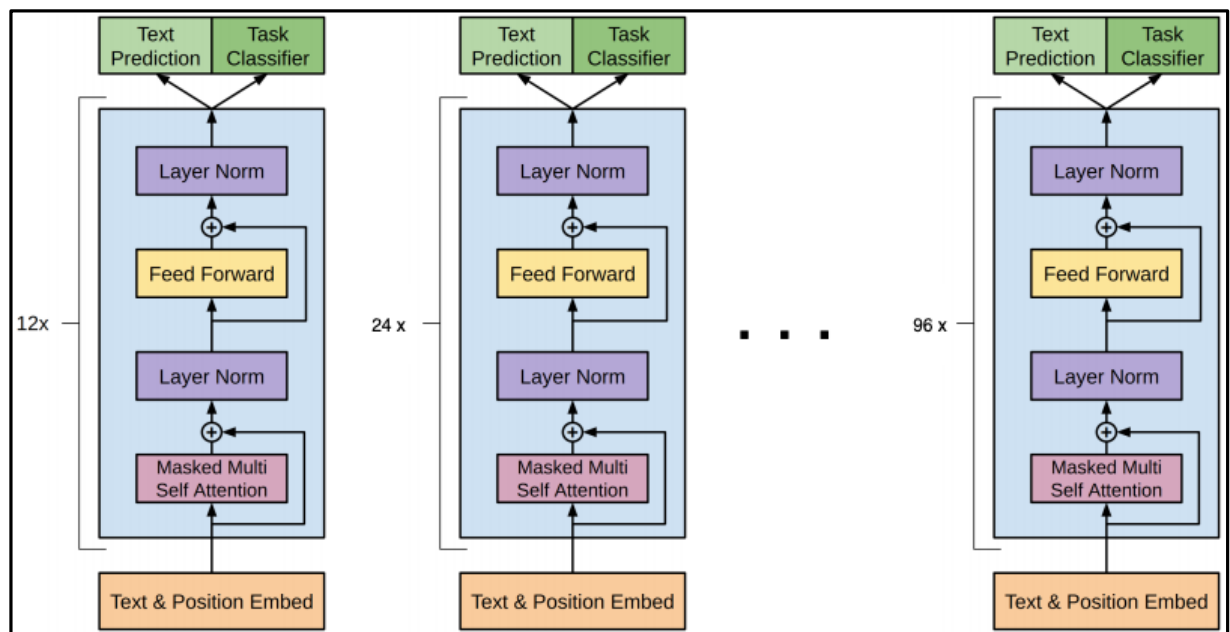 Text
Prediction
Task
Classifier
Layer Norm
Feed Forward
12x
Layer Norm
Masked Multi
Self Attention
Text & Position Embed
Text
Prediction
Task
Classifier
Layer Norm
Feed Forward
24 x
Layer Norm
Masked Multi
Self Attention
Text & Position Embed
. . .
Text
Prediction
Task
Classifier
Layer Norm
Feed Forward
96 x
Layer Norm
Masked Multi
Self Attention
Text & Position Embed